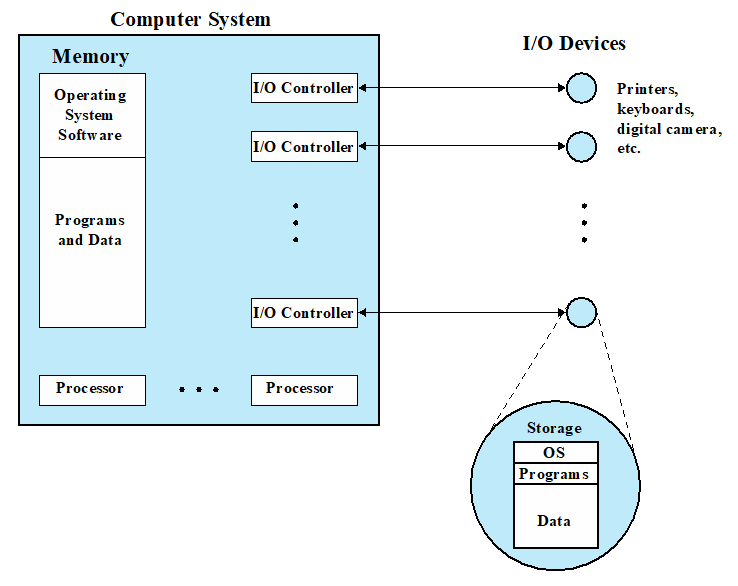 Computer System
I/O Devices
Memory
Operating
System
Software
Programs
and Data
I/O Controller
I/O Controller
I/O Controller
Processor
Processor
Printers,
keyboards,
digital camera,
etc.
Storage
OS
Programs
Data